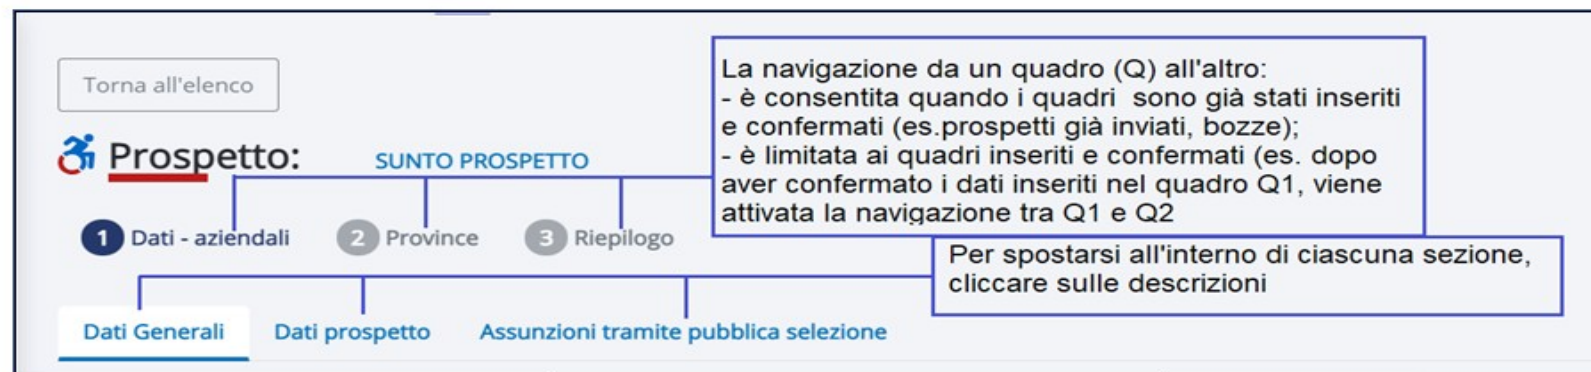 Torna all'elenco
La navigazione da un quadro (Q) all'altro:
- è consentita quando i quadri sono già stati inseriti
e confermati (es.prospetti già inviati, bozze);
- è limitata ai quadri inseriti e confermati (es. dopo
aver confermato i dati inseriti nel quadro Q1, viene
attivata la navigazione tra Q1 e Q2
Prospetto: SUNTO PROSPETTO
1 Dati - aziendali 2 Province 3 Riepilogo
Per spostarsi all'interno di ciascuna sezione,
cliccare sulle descrizioni
Dati Generali Dati prospetto Assunzioni tramite pubblica selezione